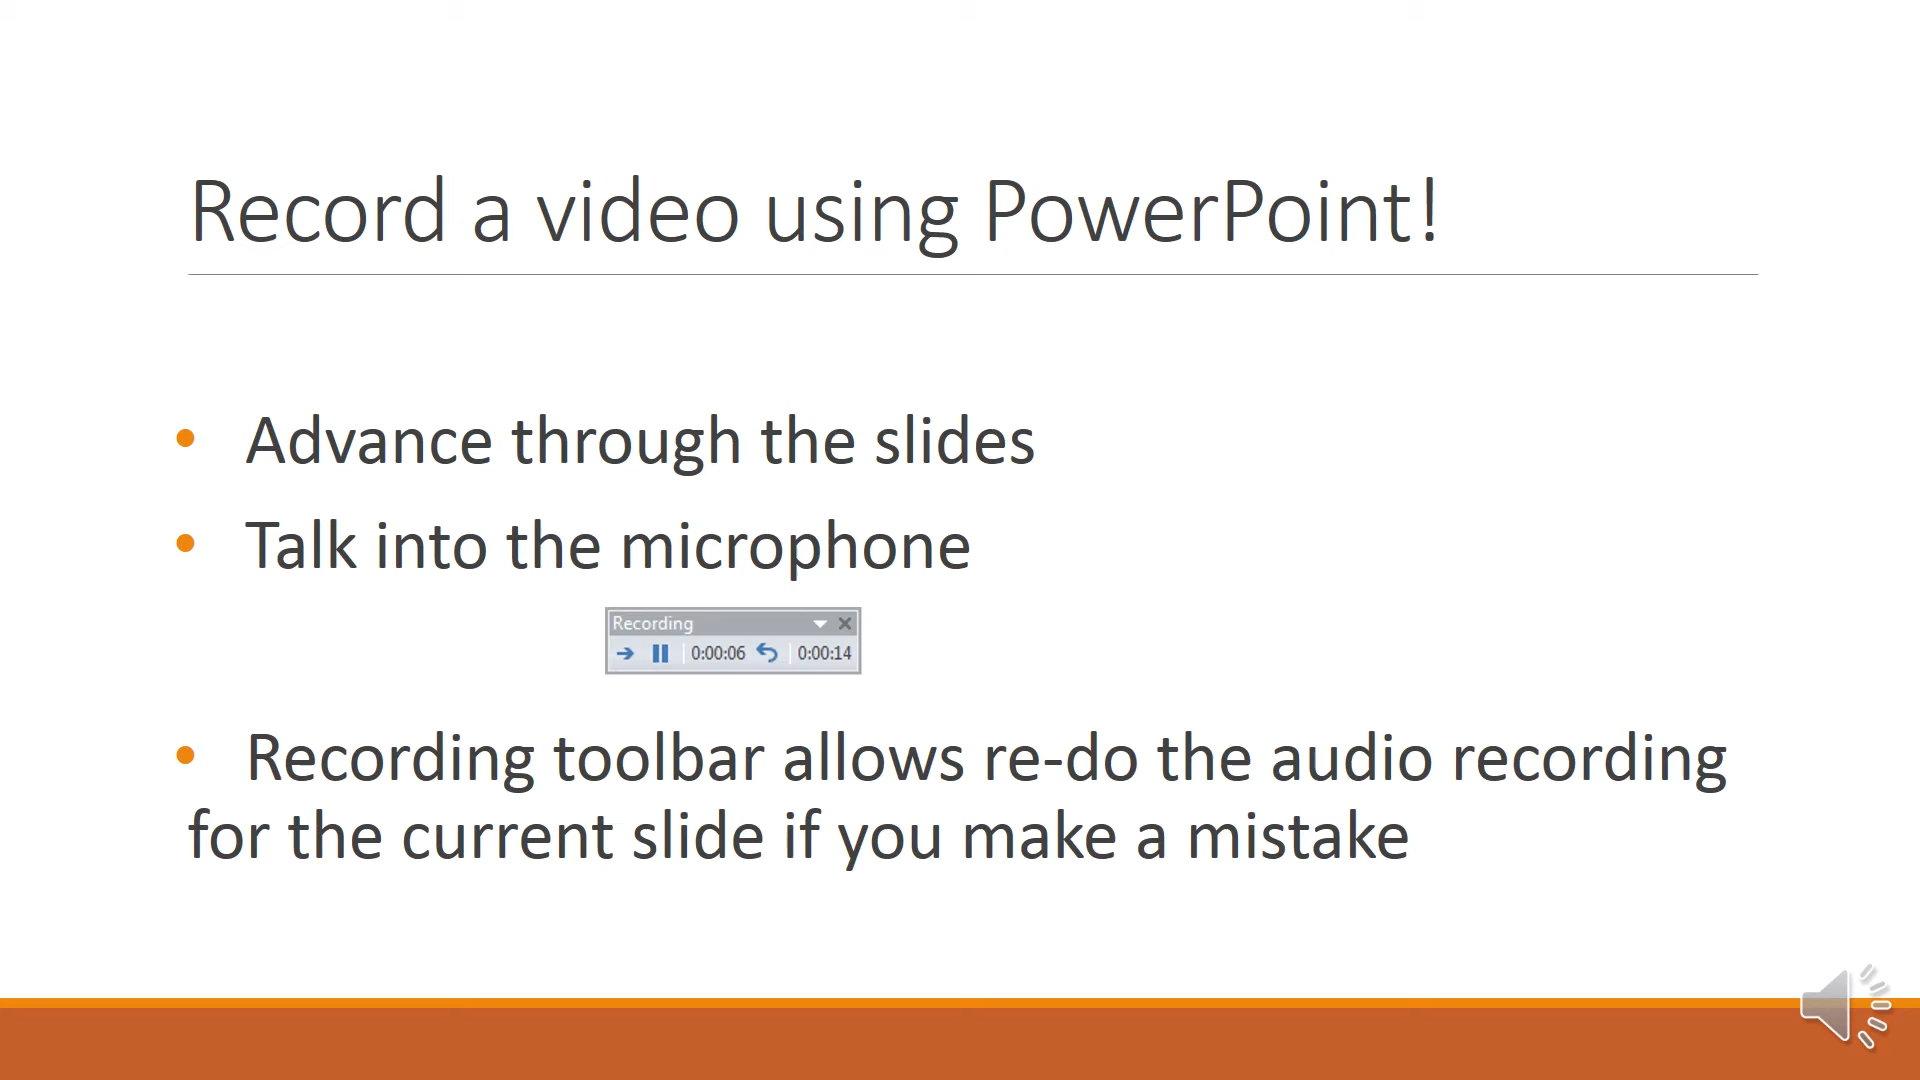 Record a video using PowerPoint!
• Advance through the slides
• Talk into the microphone
Recording
0:00:06 0:00:14
• Recording toolbar allows re-do the audio recording
for the current slide if you make a mistake